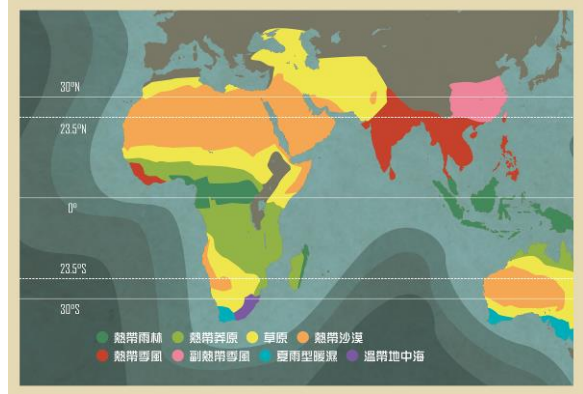 30°N
23.5°N
0°
23.5°S
30°S
熱帶雨林 熱帶莽原 草原 熱帶沙漠
熱帶季風 副熱帶季風 夏雨型暖濕 溫帶地中海